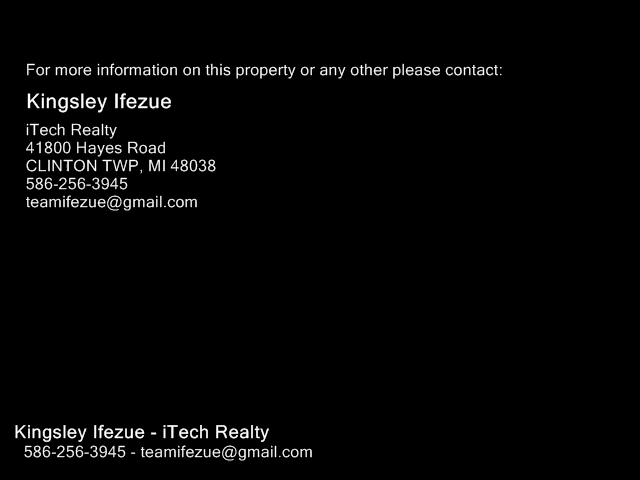 For more information on this property or any other please contact:
Kingsley Ifezue
iTech Realty
41800 Hayes Road
CLINTON TWP, MI 48038
586-256-3945
teamifezue@gmail.com
Kingsley Ifezue - iTech Realty
586-256-3945 - teamifezue@gmail.com